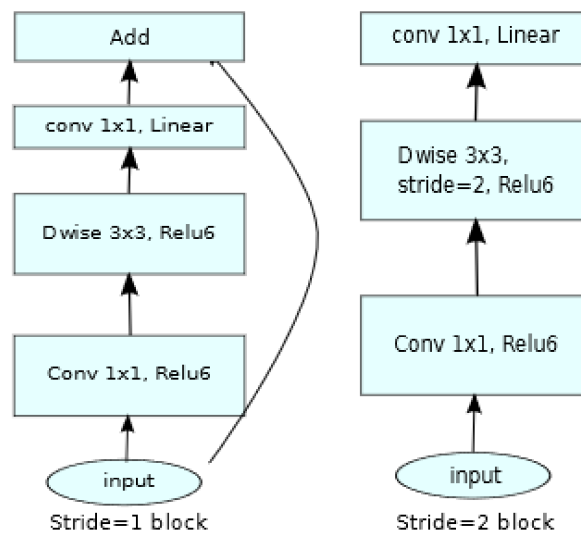 Add
conv 1x1, Linear
Dwise 3x3, Relu6
Conv 1x1, Relu6
input
Stride=1 block
conv 1x1, Linear
Dwise 3x3,
stride=2, Relu6
Conv 1x1, Relu6
input
Stride=2 block